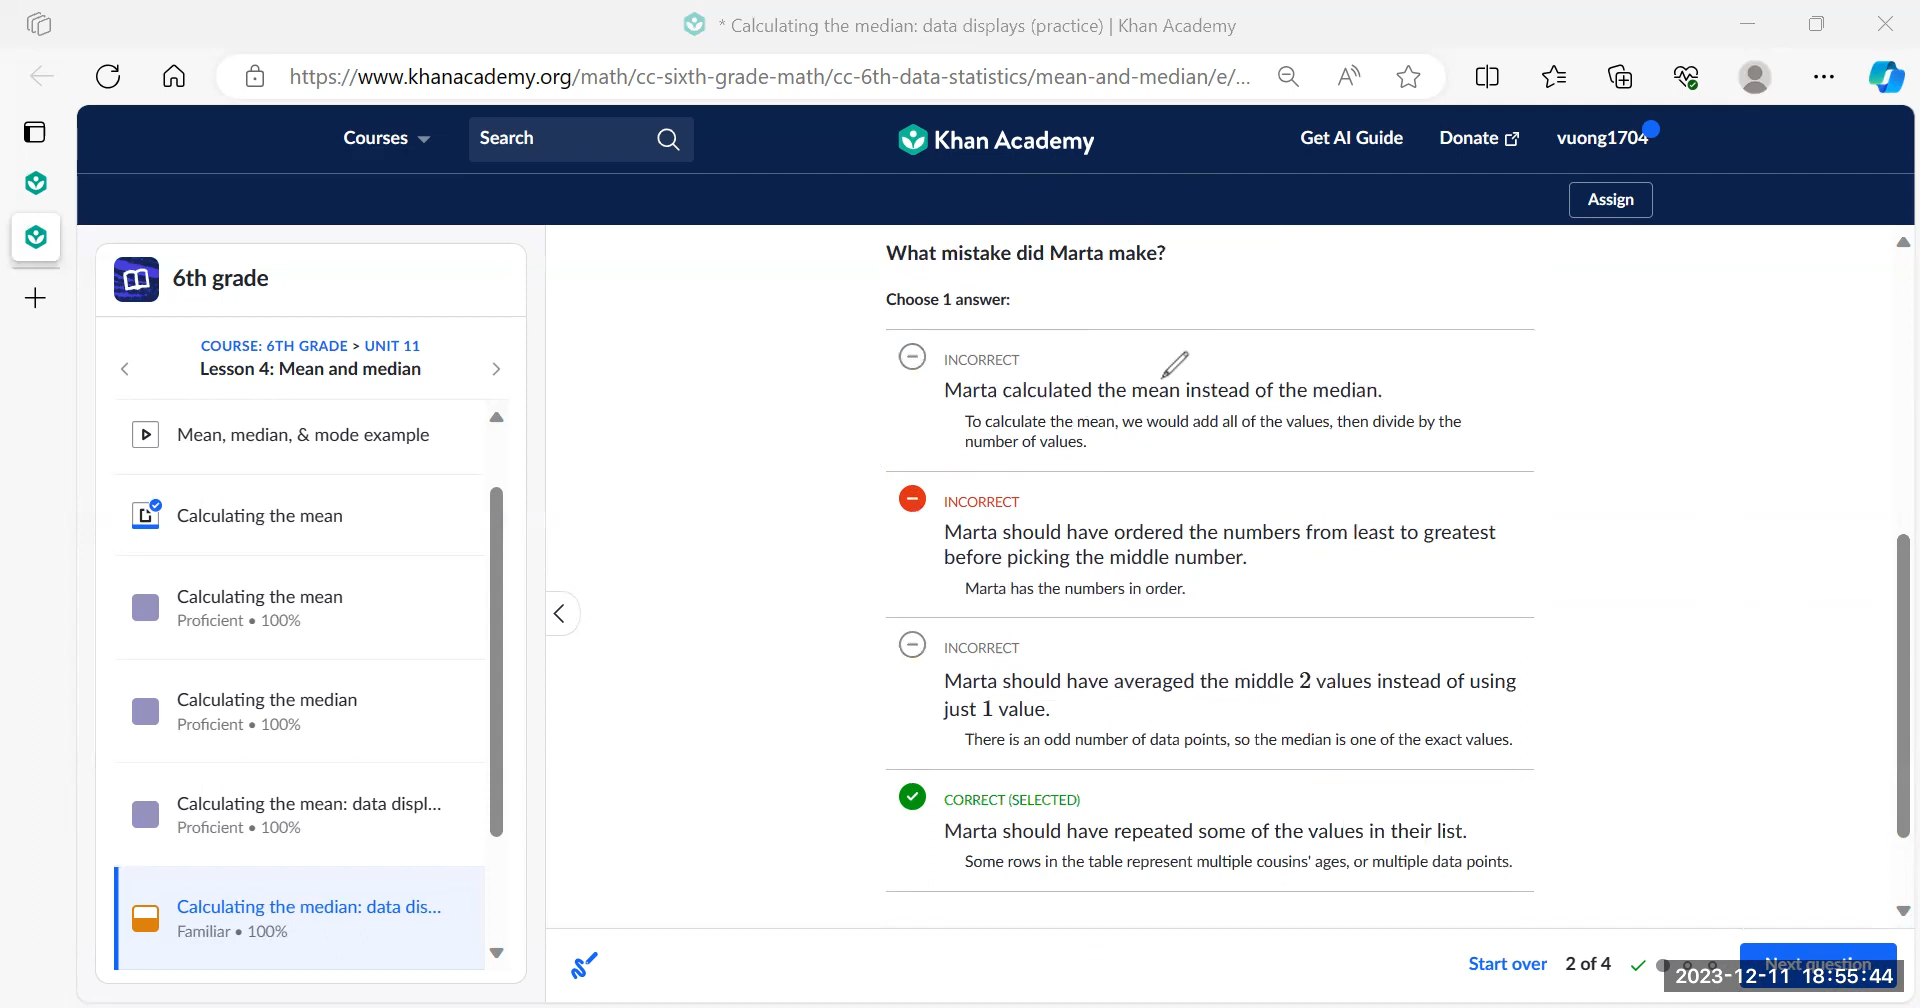 * Calculating the median: data displays (practice) | Khan Academy
https://www.khanacademy.org/math/cc-sixth-grade-math/cc-6th-data-statistics/mean-and-median/e/...
Courses
Search
Khan Academy
Get AI Guide
Donate
vuong1704
Assign
6th grade
COURSE: 6TH GRADE > UNIT 11
Lesson 4: Mean and median
Mean, median, & mode example
Calculating the mean
Calculating the mean
Proficient • 100%
Calculating the median
Proficient • 100%
Calculating the mean: data displ...
Proficient • 100%
Calculating the median: data dis...
Familiar • 100%
What mistake did Marta make?
Choose 1 answer:
INCORRECT
Marta calculated the mean instead of the median.
To calculate the mean, we would add all of the values, then divide by the
number of values.
INCORRECT
Marta should have ordered the numbers from least to greatest
before picking the middle number.
Marta has the numbers in order.
INCORRECT
Marta should have averaged the middle 2 values instead of using
just 1 value.
There is an odd number of data points, so the median is one of the exact values.
CORRECT (SELECTED)
Marta should have repeated some of the values in their list.
Some rows in the table represent multiple cousins' ages, or multiple data points.
Start over
2 of 4
Next question
2023-12-11 18:55:44